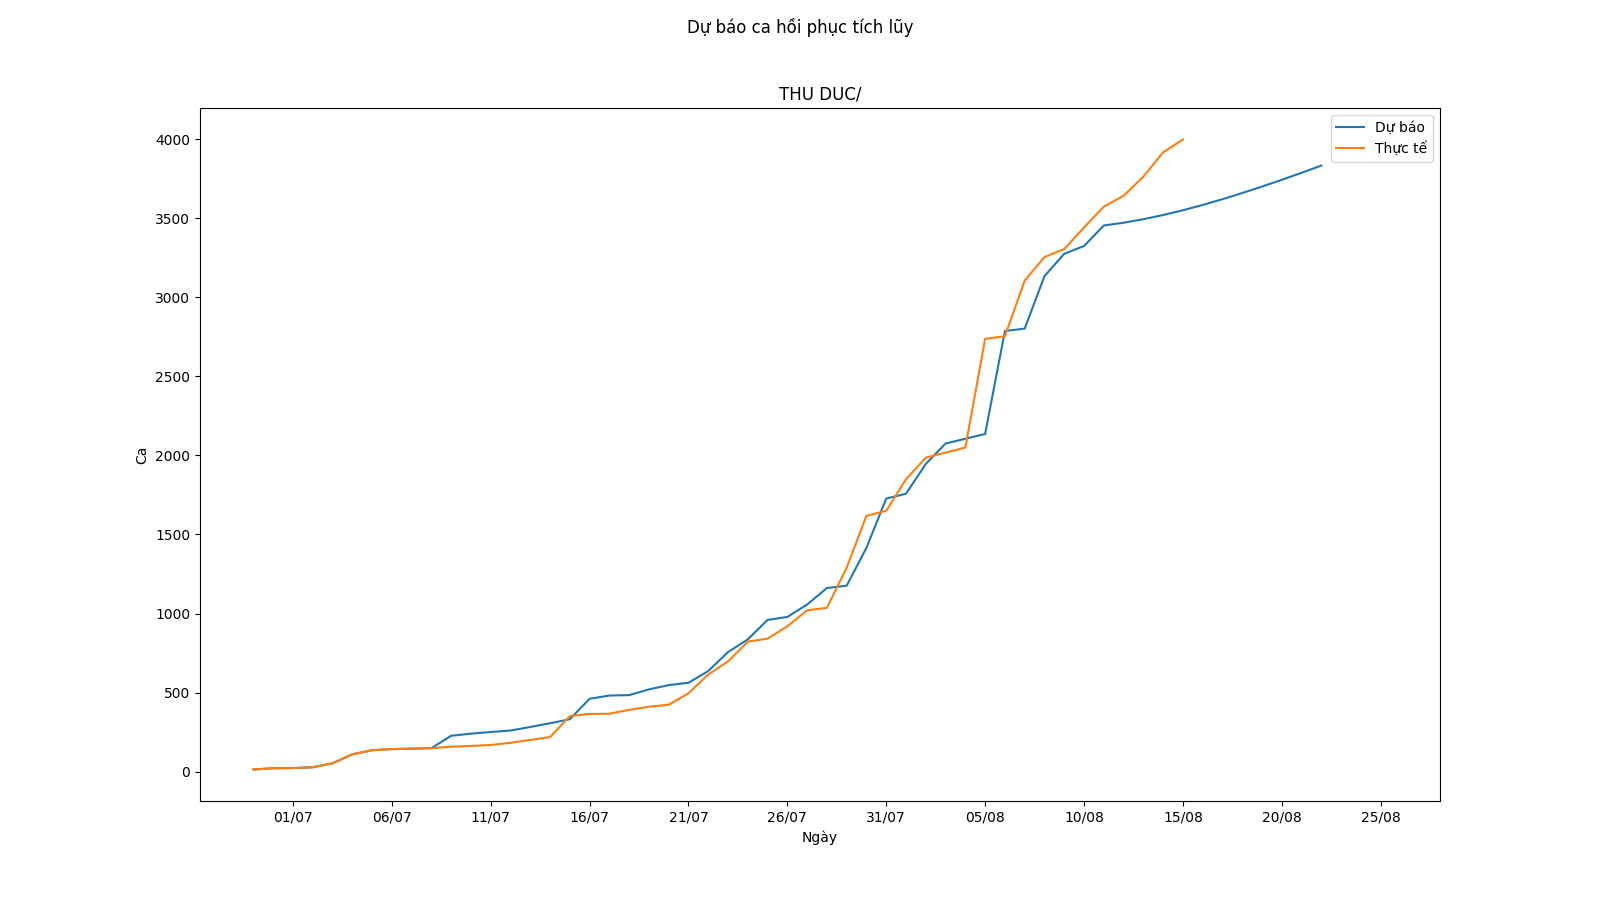 Dự báo ca hồi phục tích lũy
THU DUC/
Dự báo
Thực tế
4000
3500
3000
2500
2000
1500
1000
500
0
Ca
01/07 06/07 11/07 16/07 21/07 26/07 31/07 05/08 10/08 15/08 20/08 25/08
Ngày